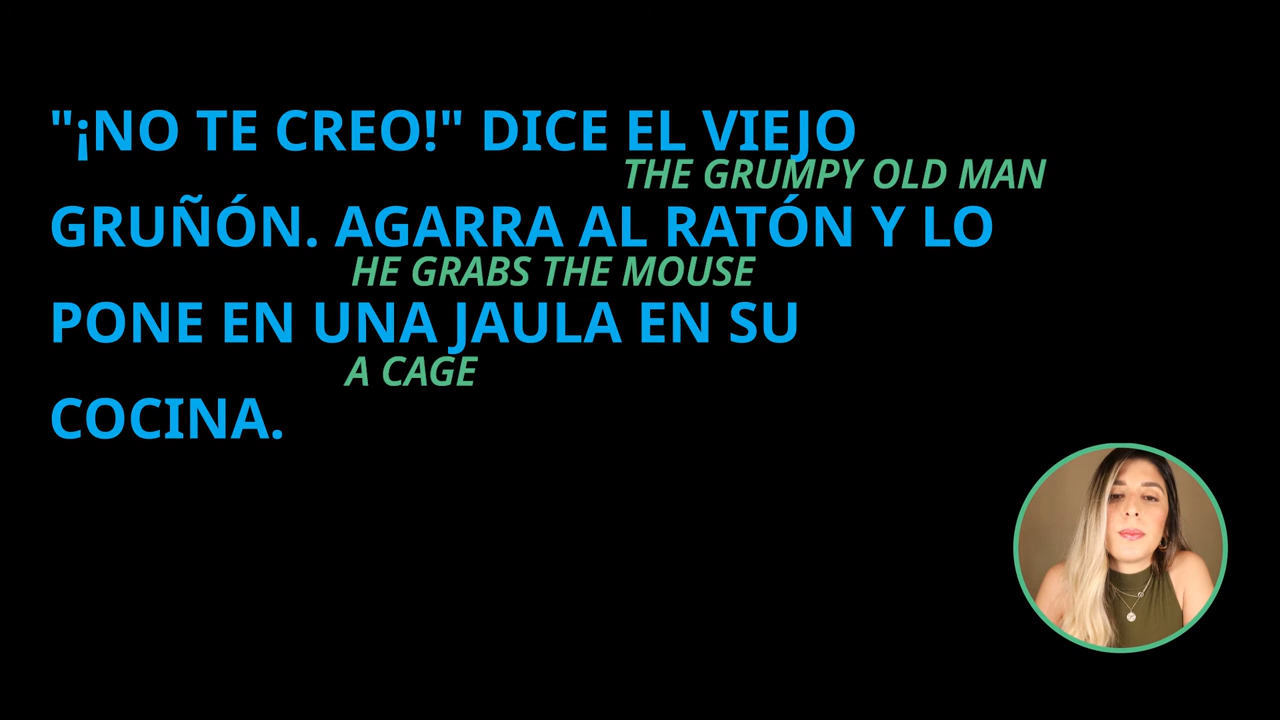 "¡NO TE CREO!" DICE EL VIEJO
THE GRUMPY OLD MAN
GRUÑÓN. AGARRA AL RATÓN Y LO
HE GRABS THE MOUSE
PONE EN UNA JAULA EN SU
A CAGE
COCINA.